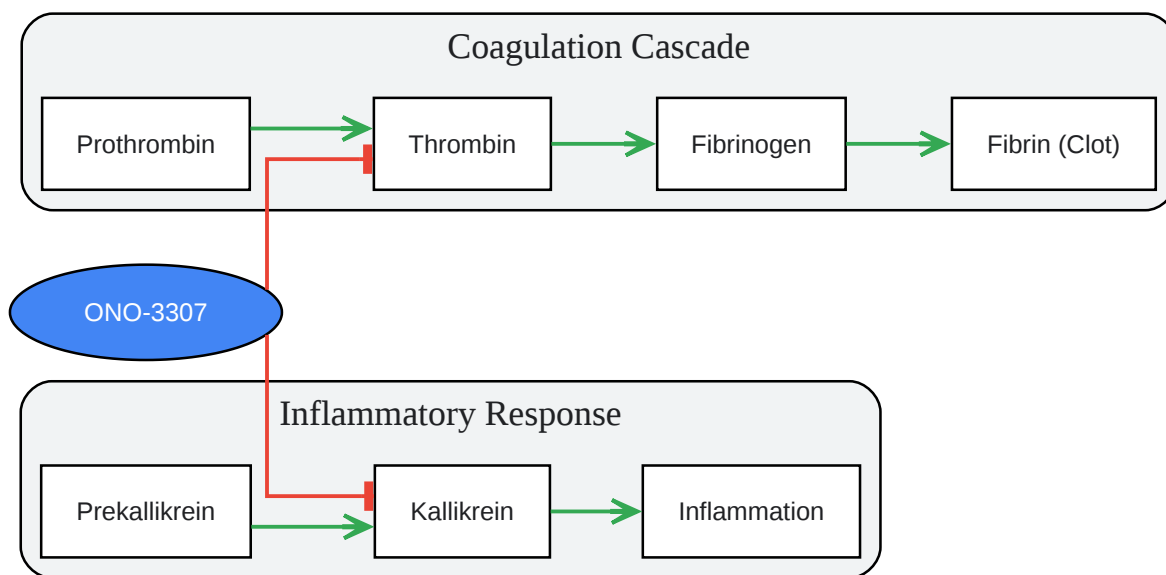 Coagulation Cascade
Prothrombin
Thrombin
Fibrinogen
Fibrin (Clot)
ONO-3307
Inflammatory Response
Prekallikrein
Kallikrein
Inflammation